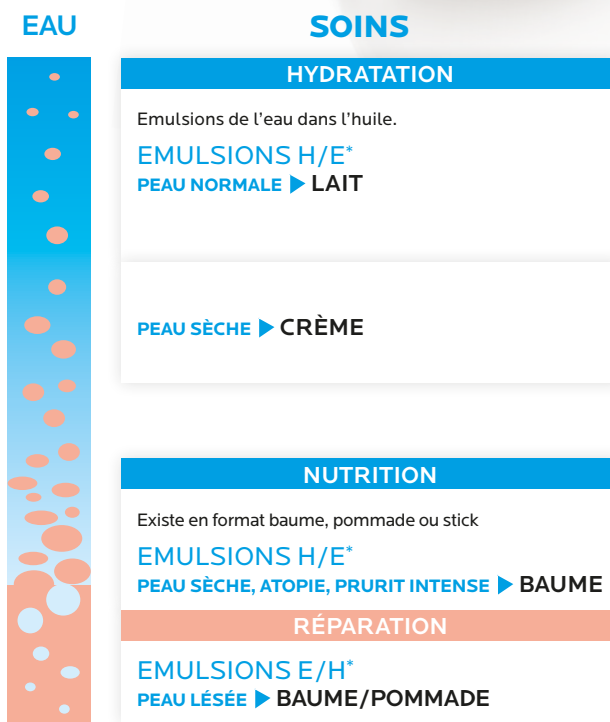 EAU
SOINS
HYDRATATION
Emulsions de l’eau dans l’huile.
EMULSIONS H/E*
PEAU NORMALE ▶ LAIT
PEAU SÈCHE ▶ CRÈME
NUTRITION
Existe en format baume, pommade ou stick
EMULSIONS H/E*
PEAU SÈCHE, ATOPIE, PRURIT INTENSE ▶ BAUME
RÉPARATION
EMULSIONS E/H*
PEAU LÉSÉE ▶ BAUME/POMMADE